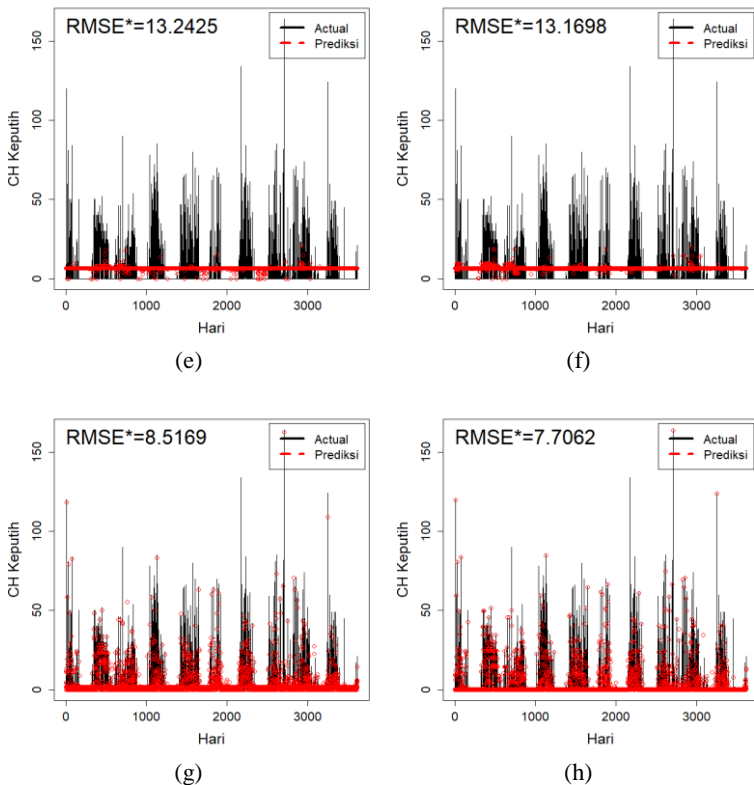 RMSE*=13.2425
Actual
Prediksi
CH Keputih
150
100
50
0
0 1000 2000 3000
Hari
(e)
RMSE*=13.1698
Actual
Prediksi
CH Keputih
150
100
50
0
0 1000 2000 3000
Hari
(f)
RMSE*=8.5169
Actual
Prediksi
CH Keputih
150
100
50
0
0 1000 2000 3000
Hari
(g)
RMSE*=7.7062
Actual
Prediksi
CH Keputih
150
100
50
0
0 1000 2000 3000
Hari
(h)